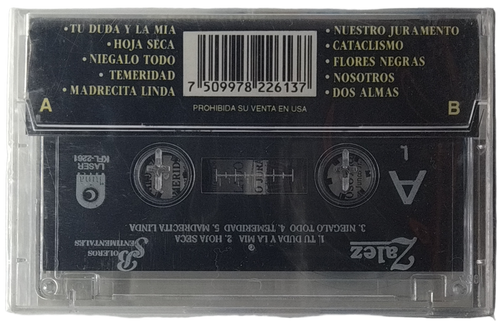 • TU DUDA Y LA MIA
• HOJA SECA
• NIEGALO TODO
• TEMERIDAD
• MADRECITA LINDA
A
7 509978 226137
PROHIBIDA SU VENTA EN USA
• NUESTRO JURAMENTO
• CATACLISMO
• FLORES NEGRAS
• NOSOTROS
• DOS ALMAS
B
BOLEROS
SENTIMENTALES
Zalez
1. TU DUDA Y LA MIA 2. HOJA SECA
3. NIEGALO TODO 4. TEMERIDAD 5. MADRECITA LINDA
LASER
KFL-2261
A
L